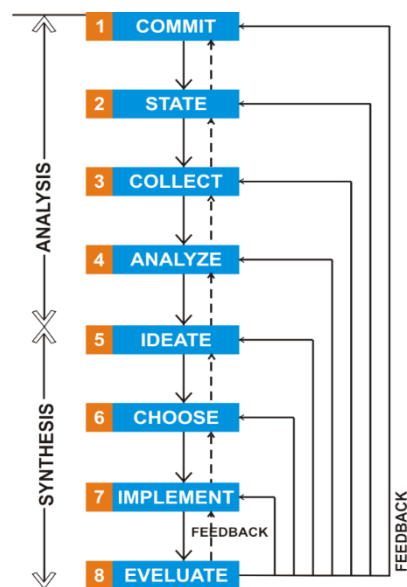 1 COMMIT
2 STATE
3 COLLECT
4 ANALYZE
5 IDEATE
6 CHOOSE
7 IMPLEMENT
8 EVELUATE
ANALYSIS
SYNTHESIS
FEEDBACK
FEEDBACK